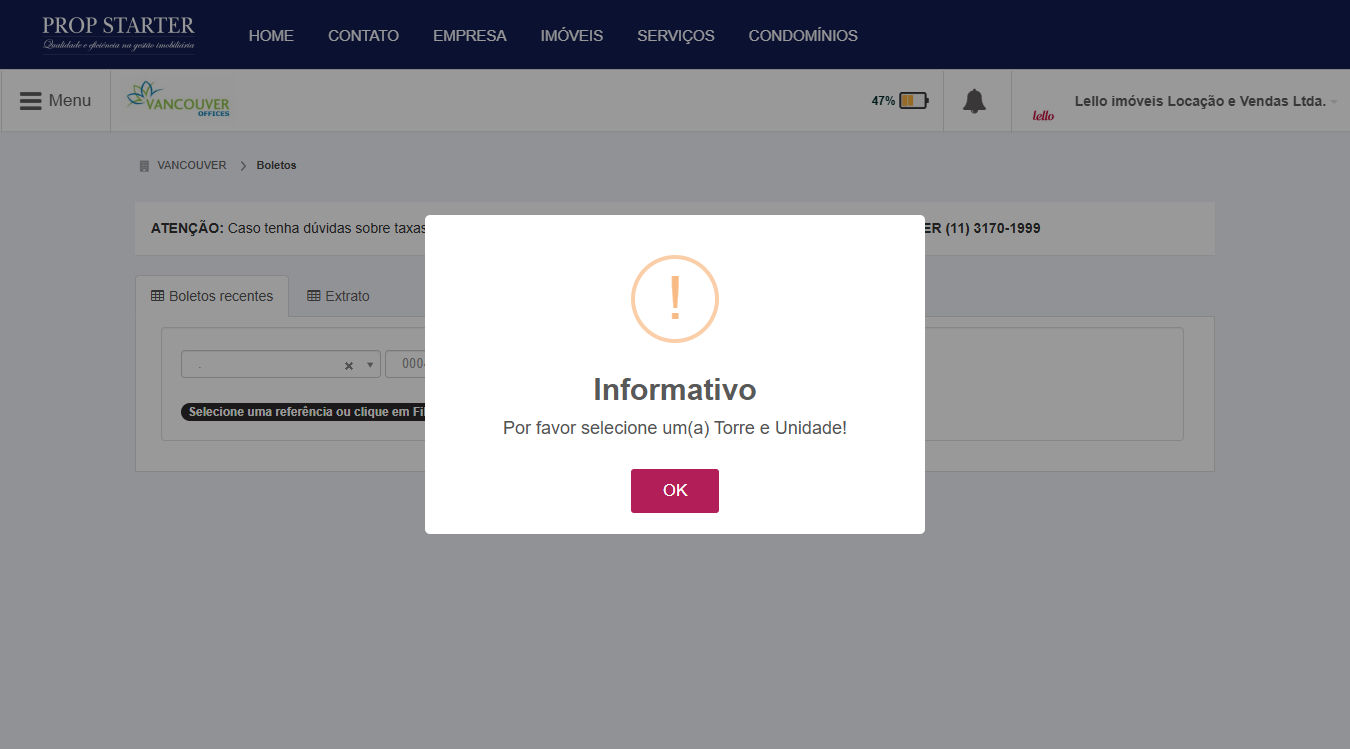 PROP STARTER
Qualidade e eficiência na gestão imobiliária
HOME
CONTATO
EMPRESA
IMÓVEIS
SERVIÇOS
CONDOMÍNIOS
Menu
VANCOUVER
OFFICES
47%
lello
Lello imóveis Locação e Vendas Ltda.
VANCOUVER
Boletos
ATENÇÃO: Caso tenha dúvidas sobre taxas
(11) 3170-1999
Boletos recentes
Extrato
.
000
Selecione uma referência ou clique em
Informativo
Por favor selecione um(a) Torre e Unidade!
OK